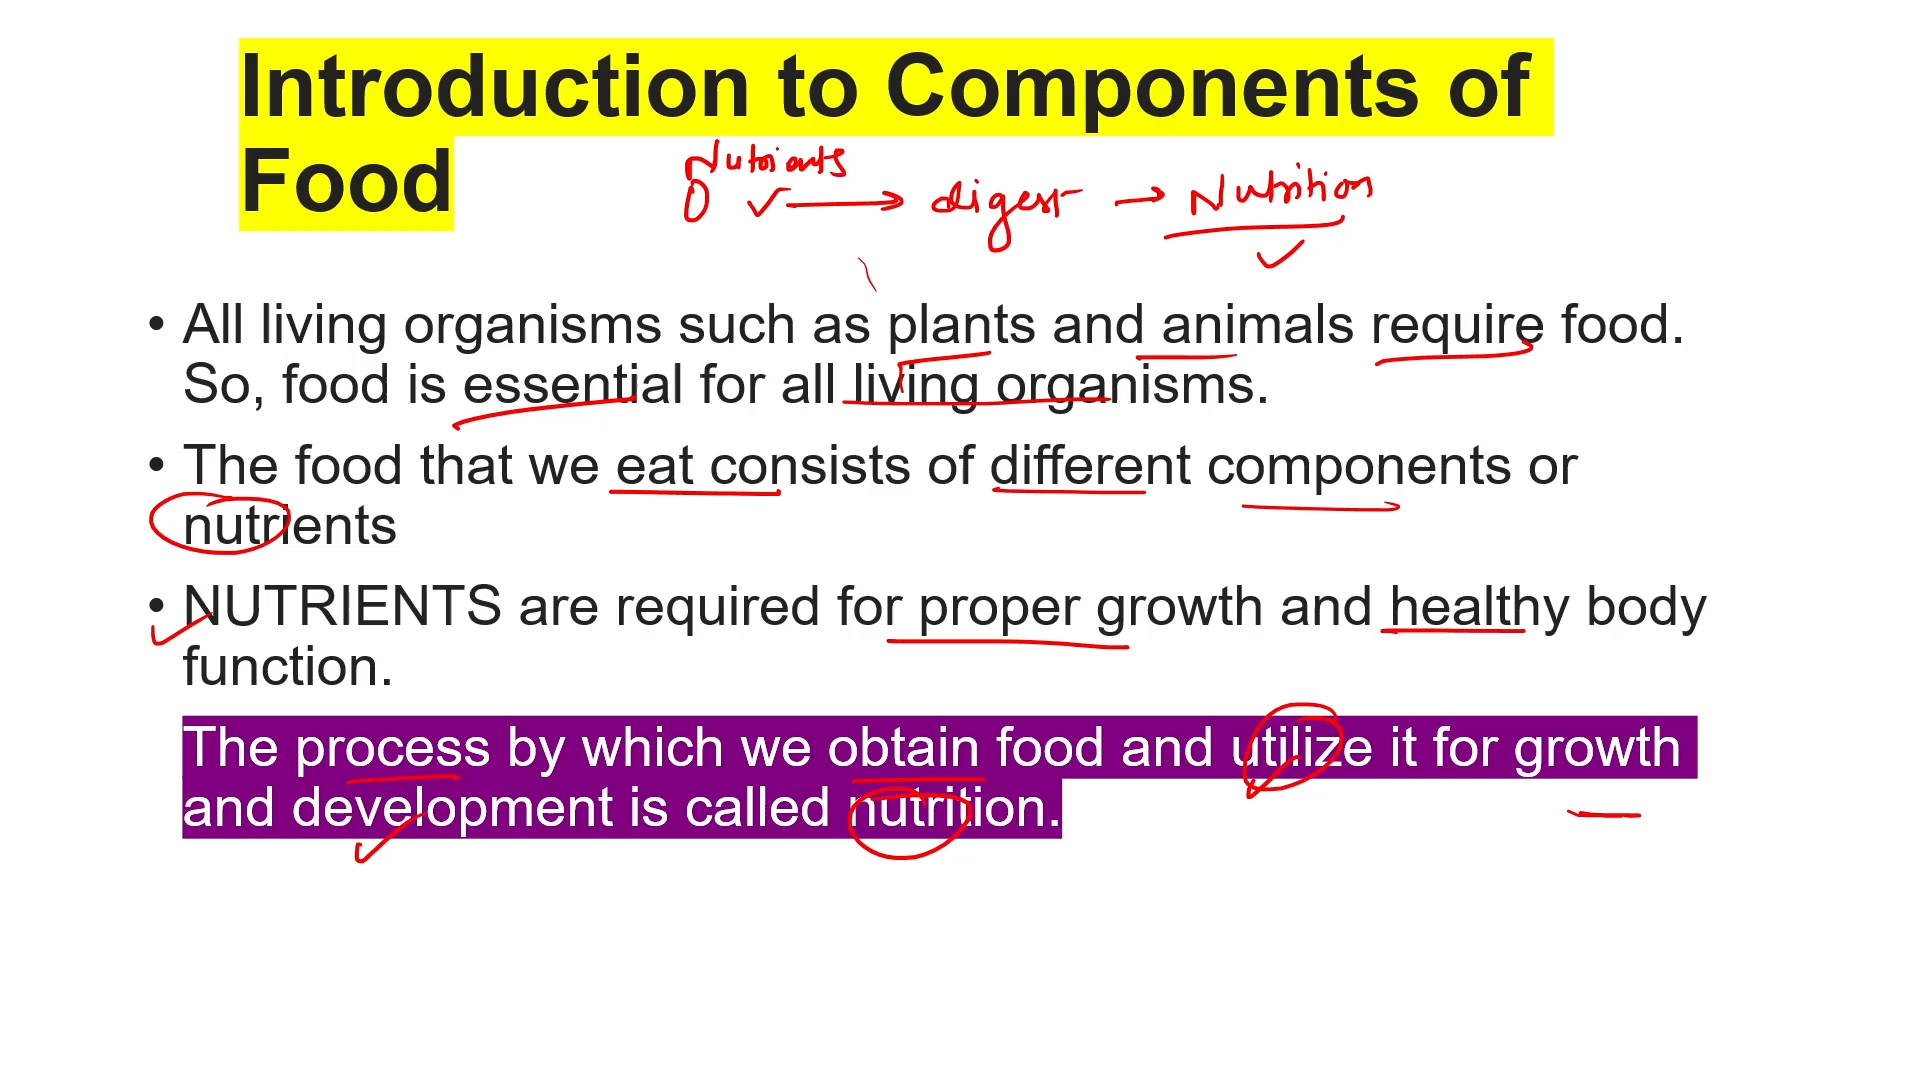 Introduction to Components of
Food
Nutrients
→ digest → Nutrition
• All living organisms such as plants and animals require food.
So, food is essential for all living organisms.
• The food that we eat consists of different components or
nutrients
• NUTRIENTS are required for proper growth and healthy body
function.
The process by which we obtain food and utilize it for growth
and development is called nutrition.